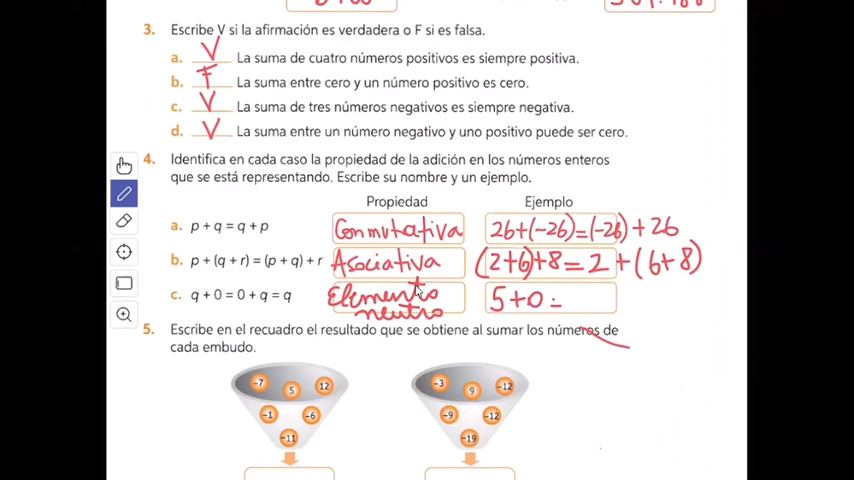 3. Escribe V si la afirmación es verdadera o F si es falsa.
a. V La suma de cuatro números positivos es siempre positiva.
b. F La suma entre cero y un número positivo es cero.
c. V La suma de tres números negativos es siempre negativa.
d. V La suma entre un número negativo y uno positivo puede ser cero.
4. Identifica en cada caso la propiedad de la adición en los números enteros
que se está representando. Escribe su nombre y un ejemplo.
Propiedad Ejemplo
a. p + q = q + p Conmutativa 26+(-26)=(-26)+26
b. p + (q + r) = (p + q) + r Asociativa (2+6)+8=2+(6+8)
c. q + 0 = 0 + q = q Elemento neutro 5+0=
5. Escribe en el recuadro el resultado que se obtiene al sumar los números de
cada embudo.
-7 5 12 -3 9 -12
-1 -6 -9 -12
-11 -19